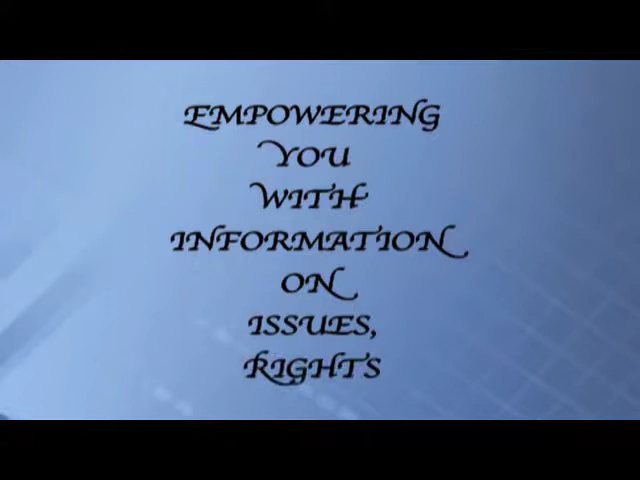 EMPOWERING
YOU
WITH
INFORMATION
ON
ISSUES,
RIGHTS